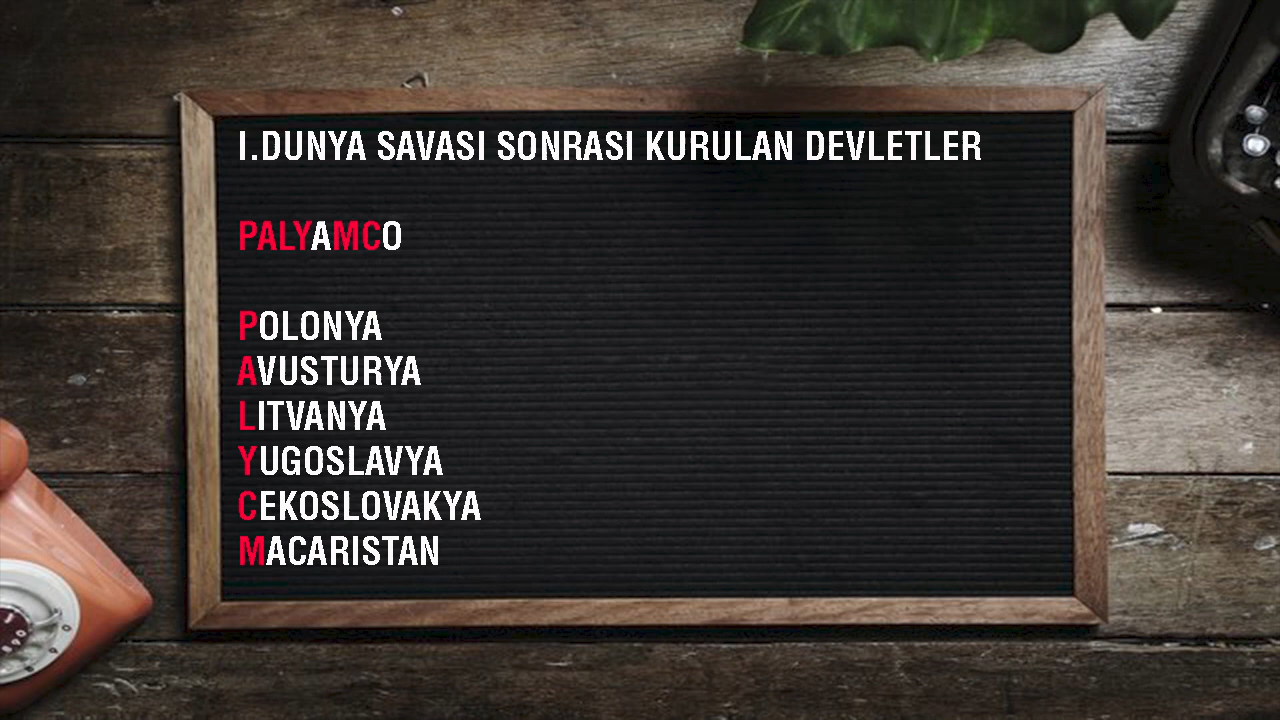 I.DUNYA SAVASI SONRASI KURULAN DEVLETLER
PALYAMCO
POLONYA
AVUSTURYA
LITVANYA
YUGOSLAVYA
CEKOSLOVAKYA
MACARISTAN